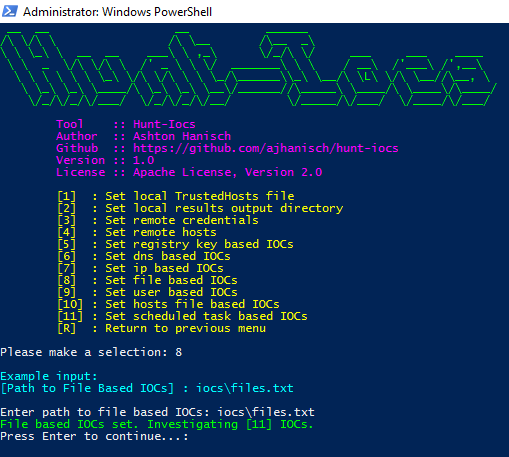 Administrator: Windows PowerShell
Hunt-Iocs
Tool :: Hunt-Iocs
Author :: Ashton Hanisch
Github :: https://github.com/ajhanisch/hunt-iocs
Version :: 1.0
License :: Apache License, Version 2.0
[1] : Set local TrustedHosts file
[2] : Set local results output directory
[3] : Set remote credentials
[4] : Set remote hosts
[5] : Set registry key based IOCs
[6] : Set dns based IOCs
[7] : Set ip based IOCs
[8] : Set file based IOCs
[9] : Set user based IOCs
[10] : Set hosts file based IOCs
[11] : Set scheduled task based IOCs
[R] : Return to previous menu
Please make a selection: 8
Example input:
[Path to File Based IOCs] : iocs\files.txt
Enter path to file based IOCs: iocs\files.txt
File based IOCs set. Investigating [11] IOCs.
Press Enter to continue...: